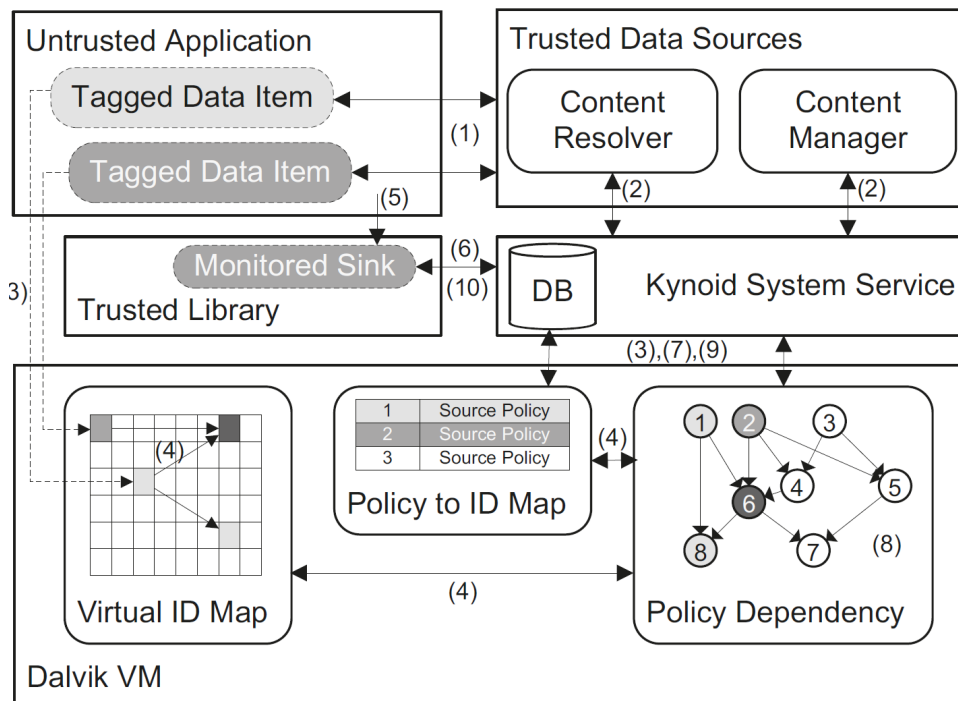 Untrusted Application
Trusted Data Sources
Tagged Data Item
Content
Resolver
Content
Manager
(1)
Tagged Data Item
(5)
(2)
(2)
Monitored Sink
(6)
(10)
DB
Kynoid System Service
3)
Trusted Library
(3),(7),(9)
1 Source Policy
2 Source Policy
3 Source Policy
(4)
(4)
1
2
3
4
5
6
7
8
(8)
Policy to ID Map
Virtual ID Map
(4)
Policy Dependency
Dalvik VM